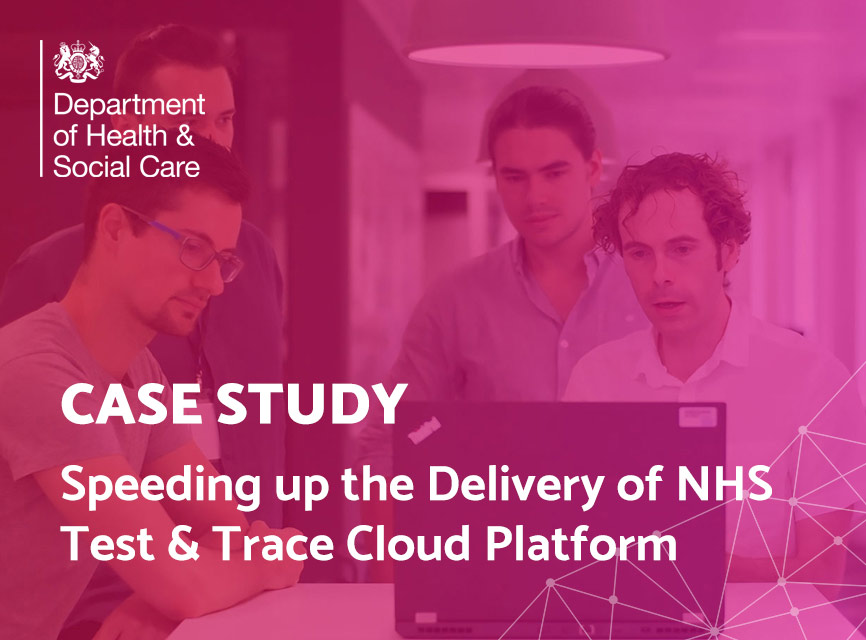 Department
of Health &
Social Care
CASE STUDY
Speeding up the Delivery of NHS
Test & Trace Cloud Platform